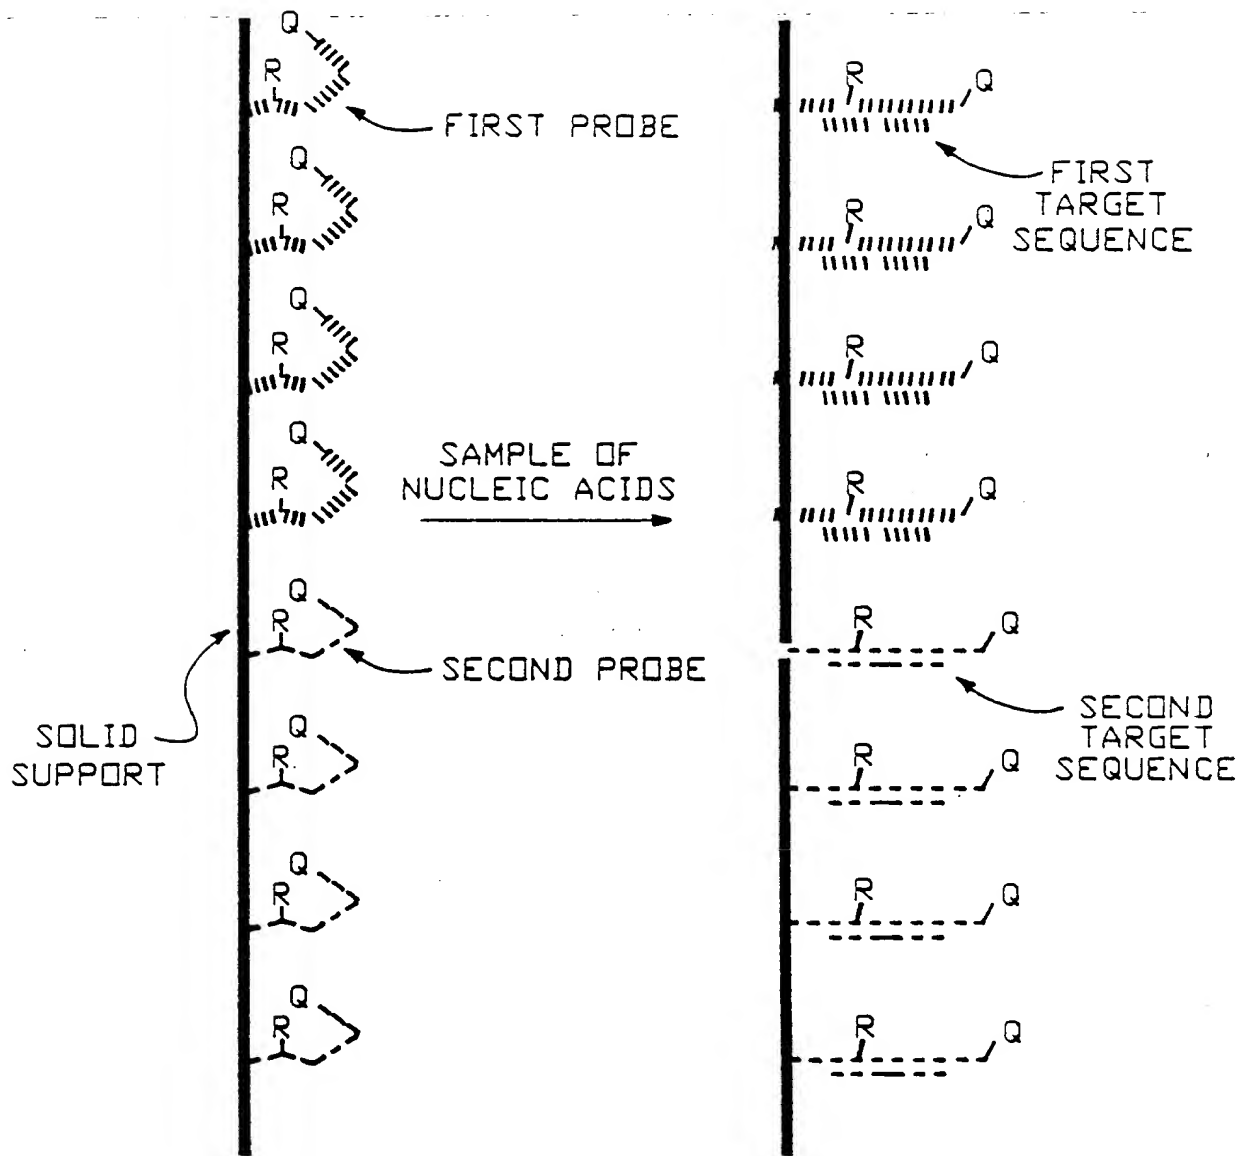 Q
R
FIRST PROBE
Q
R
Q
R
Q
R
Q
R
SECOND PROBE
SOLID
SUPPORT
Q
R
Q
R
Q
R
SAMPLE OF
NUCLEIC ACIDS
R
Q
FIRST
TARGET
SEQUENCE
R
Q
R
Q
R
Q
R
Q
SECOND
TARGET
SEQUENCE
R
Q
R
Q
R
Q